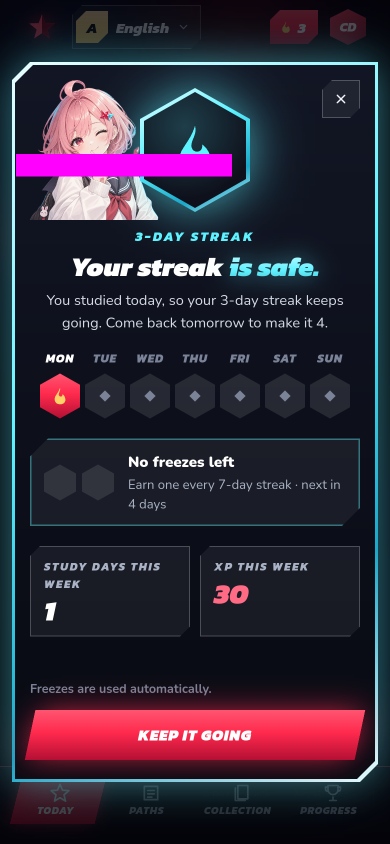 A English 3 CD
3-DAY STREAK
Your streak is safe.
You studied today, so your 3-day streak keeps
going. Come back tomorrow to make it 4.
MON TUE WED THU FRI SAT SUN
No freezes left
Earn one every 7-day streak · next in
4 days
STUDY DAYS THIS
WEEK
1
XP THIS WEEK
30
Freezes are used automatically.
KEEP IT GOING
TODAY PATHS COLLECTION PROGRESS